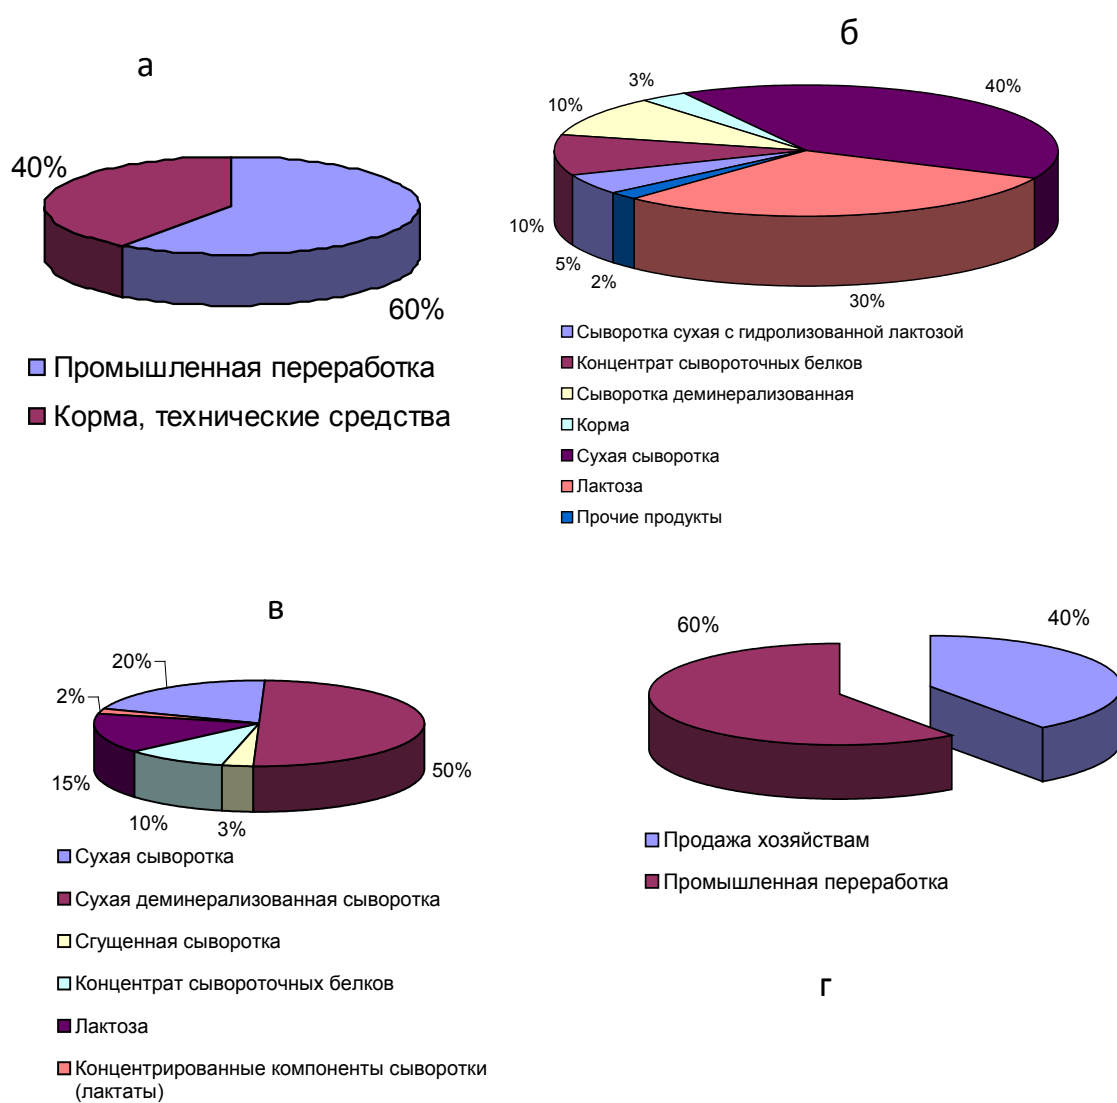 а
40%
60%
Промышленная переработка
Корма, технические средства
б
3%
40%
10%
10%
5%
2%
30%
Сыворотка сухая с гидролизованной лактозой
Концентрат сывороточных белков
Сыворотка деминерализованная
Корма
Сухая сыворотка
Лактоза
Прочие продукты
в
20%
2%
15%
10%
3%
50%
Сухая сыворотка
Сухая деминерализованная сыворотка
Сгущенная сыворотка
Концентрат сывороточных белков
Лактоза
Концентрированные компоненты сыворотки
(лактаты)
60%
40%
Продажа хозяйствам
Промышленная переработка
г